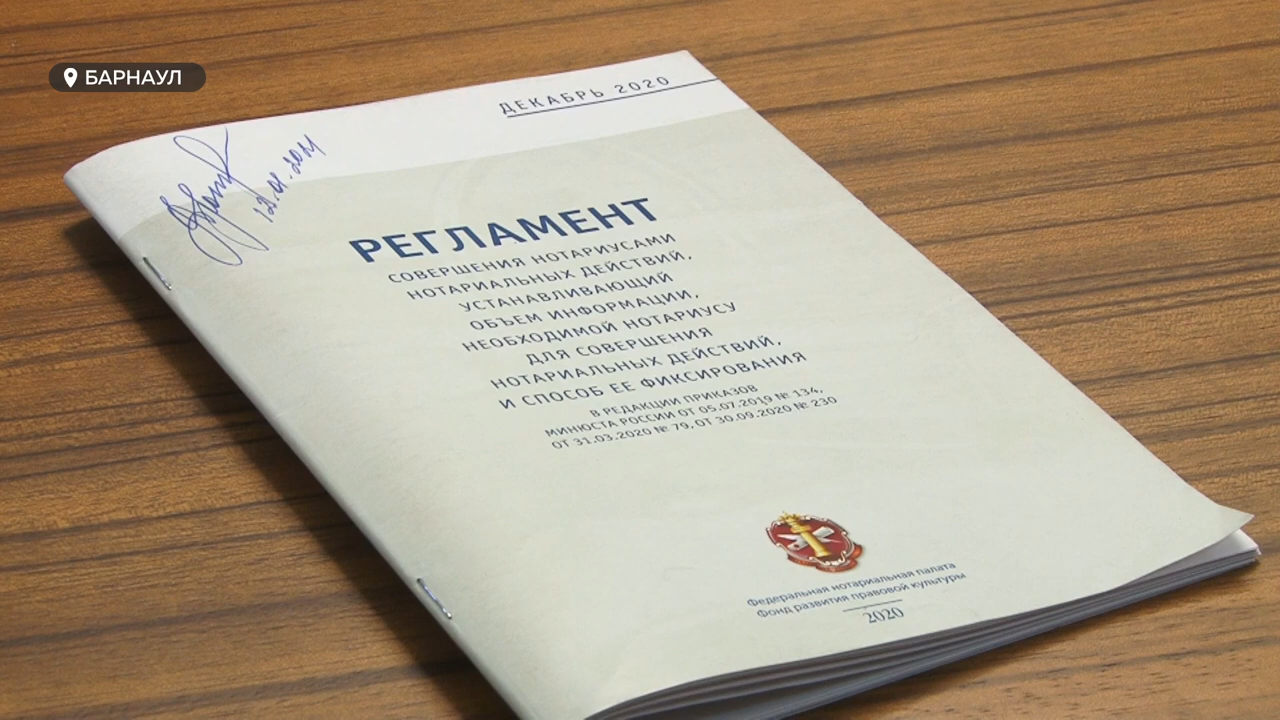 БАРНАУЛ
ДЕКАБРЬ 2020
РЕГЛАМЕНТ
СОВЕРШЕНИЯ НОТАРИУСАМИ
НОТАРИАЛЬНЫХ ДЕЙСТВИЙ,
УСТАНАВЛИВАЮЩИЙ
ОБЪЕМ ИНФОРМАЦИИ,
НЕОБХОДИМОЙ НОТАРИУСУ
ДЛЯ СОВЕРШЕНИЯ
НОТАРИАЛЬНЫХ ДЕЙСТВИЙ,
И СПОСОБ ЕЕ ФИКСИРОВАНИЯ
В РЕДАКЦИИ ПРИКАЗОВ
МИНЮСТА РОССИИ ОТ 05.07.2019 № 134,
ОТ 31.03.2020 № 79, ОТ 30.09.2020 № 230
Федеральная нотариальная палата
Фонд развития правовой культуры
2020